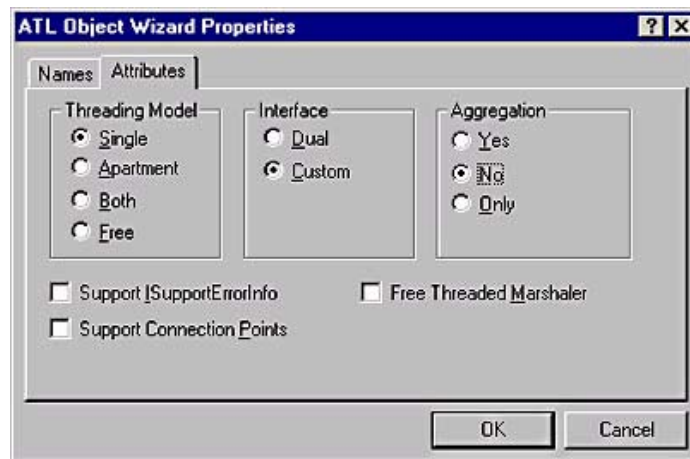 ATL Object Wizard Properties
Names Attributes
Threading Model Interface Aggregation
Single Dual Yes
Apartment Custom No
Both Only
Free
Support ISupportErrorInfo Free Threaded Marshaler
Support Connection Points
OK Cancel